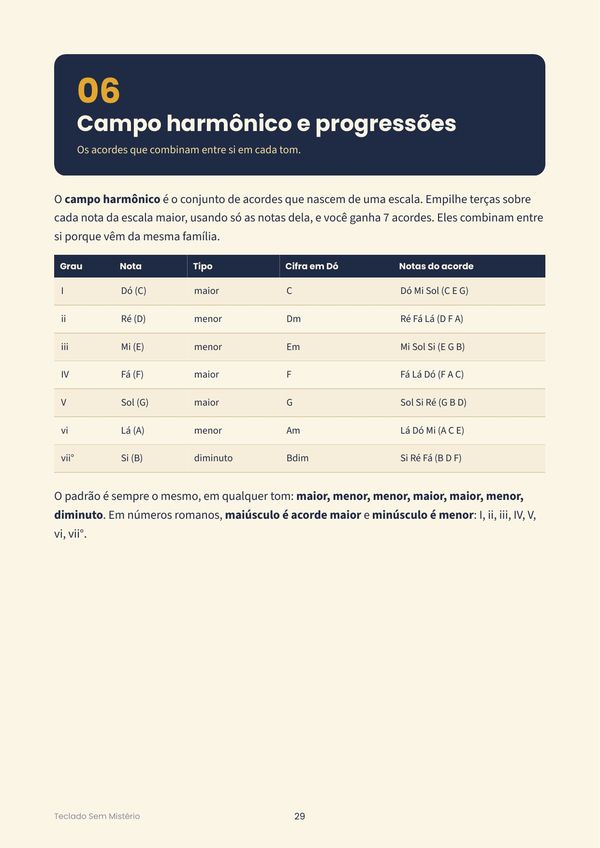 06
Campo harmônico e progressões
Os acordes que combinam entre si em cada tom.
O campo harmônico é o conjunto de acordes que nascem de uma escala. Empilhe terças sobre
cada nota da escala maior, usando só as notas dela, e você ganha 7 acordes. Eles combinam entre
si porque vêm da mesma família.
Grau Nota Tipo Cifra em Dó Notas do acorde
I Dó (C) maior C Dó Mi Sol (C E G)
ii Ré (D) menor Dm Ré Fá Lá (D F A)
iii Mi (E) menor Em Mi Sol Si (E G B)
IV Fá (F) maior F Fá Lá Dó (F A C)
V Sol (G) maior G Sol Si Ré (G B D)
vi Lá (A) menor Am Lá Dó Mi (A C E)
vii° Si (B) diminuto Bdim Si Ré Fá (B D F)
O padrão é sempre o mesmo, em qualquer tom: maior, menor, menor, maior, maior, menor,
diminuto. Em números romanos, maiúsculo é acorde maior e minúsculo é menor: I, ii, iii, IV, V,
vi, vii°.
Teclado Sem Mistério 29